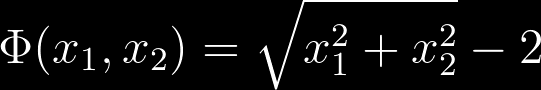 Φ(x₁, x₂) = √(x₁² + x₂²) − 2